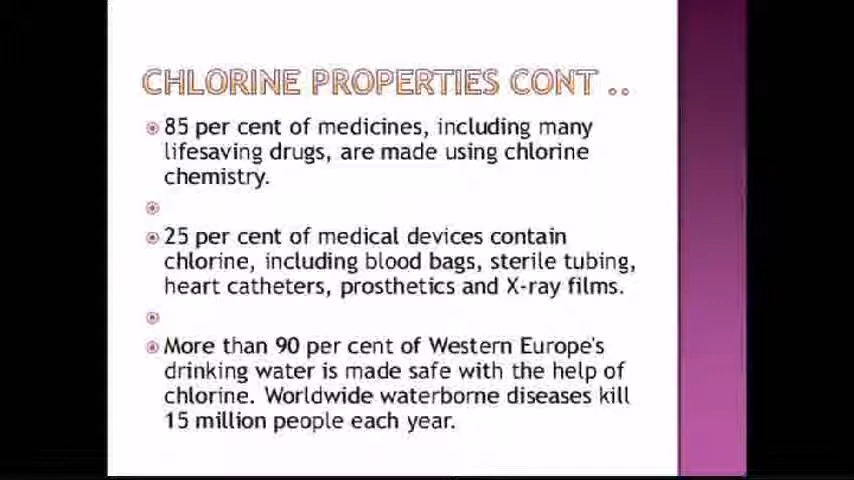 CHLORINE PROPERTIES CONT ..
85 per cent of medicines, including many
lifesaving drugs, are made using chlorine
chemistry.
25 per cent of medical devices contain
chlorine, including blood bags, sterile tubing,
heart catheters, prosthetics and X-ray films.
More than 90 per cent of Western Europe's
drinking water is made safe with the help of
chlorine. Worldwide waterborne diseases kill
15 million people each year.